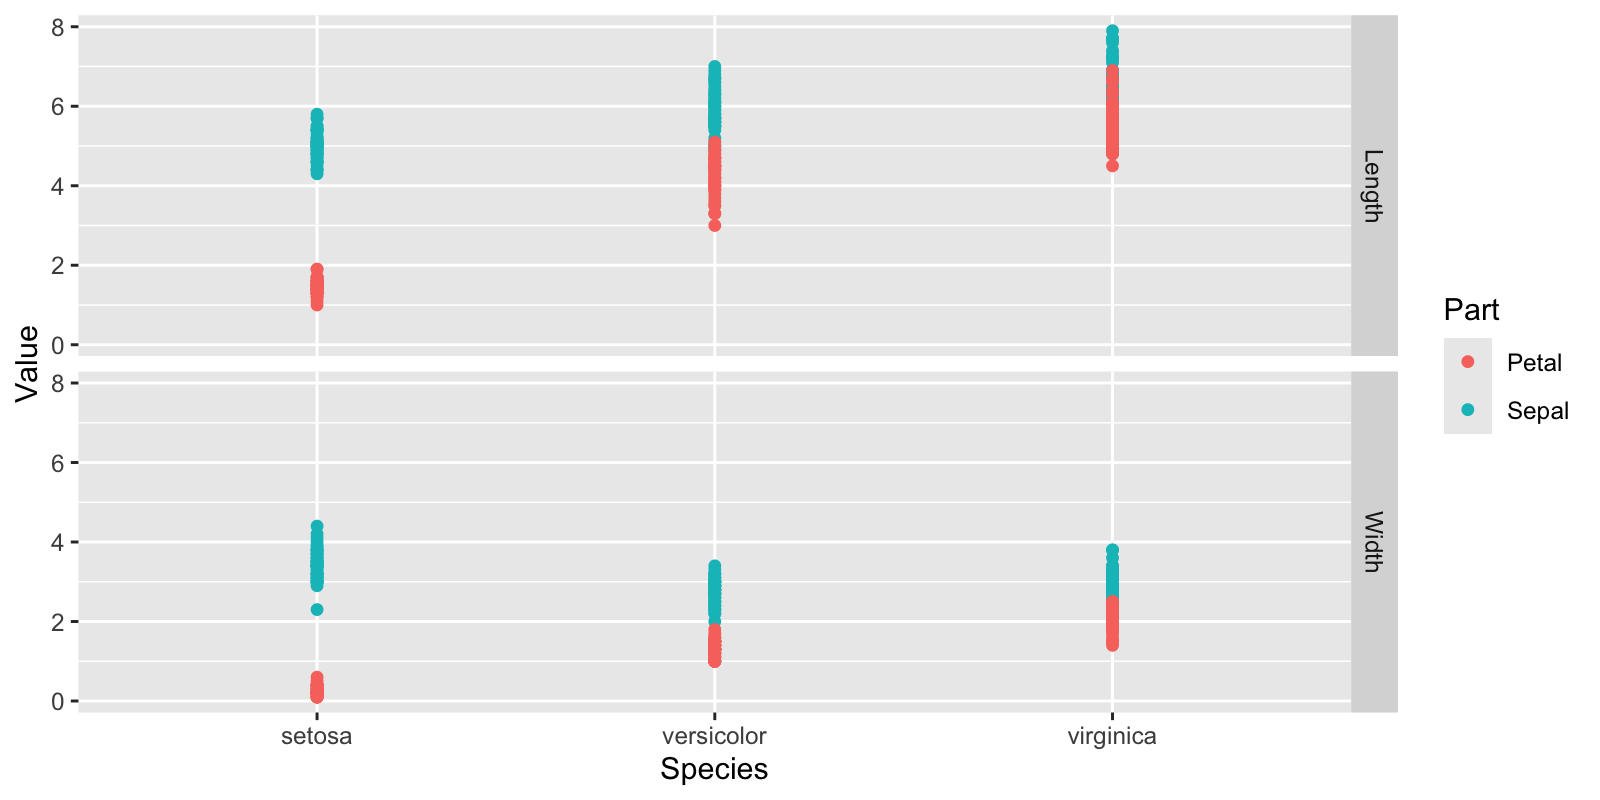 Value
8
6
4
2
0
Length
8
6
4
2
0
Width
setosa versicolor virginica
Species
Part
Petal
Sepal